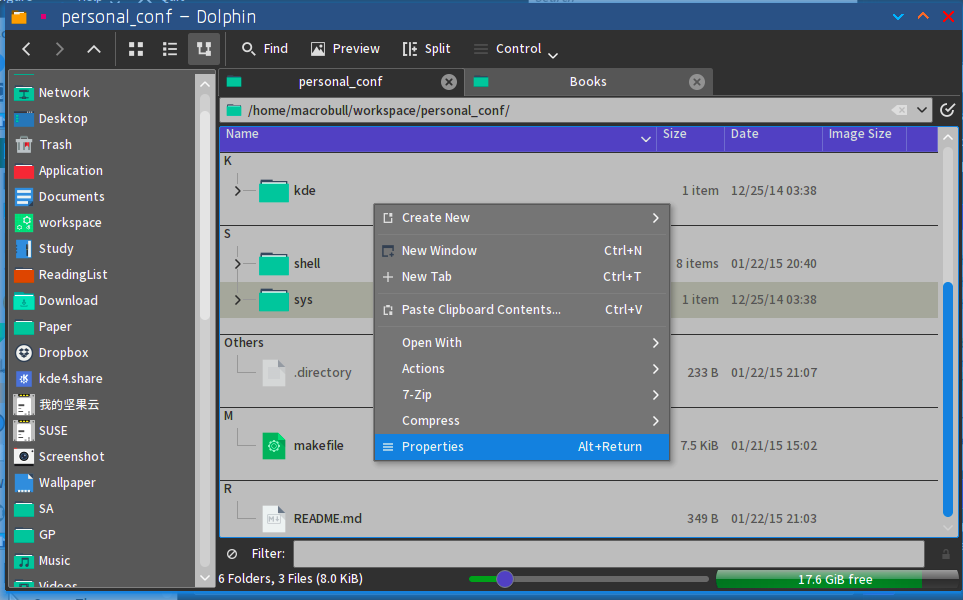 personal_conf — Dolphin
Find Preview Split Control
personal_conf Books
/home/macrobull/workspace/personal_conf/
Name Size Date Image Size
Network
Desktop
Trash
Application
Documents
workspace
Study
ReadingList
Download
Paper
Dropbox
kde4.share
我的坚果云
SUSE
Screenshot
Wallpaper
SA
GP
Music
Videos
K
kde 1 item 12/25/14 03:38
S
shell 8 items 01/22/15 20:40
sys 1 item 12/25/14 03:38
Others
.directory 233 B 01/22/15 21:07
M
makefile 7.5 KiB 01/21/15 15:02
R
README.md 349 B 01/22/15 21:03
Create New
New Window Ctrl+N
New Tab Ctrl+T
Paste Clipboard Contents... Ctrl+V
Open With
Actions
7-Zip
Compress
Properties Alt+Return
Filter:
6 Folders, 3 Files (8.0 KiB) 17.6 GiB free